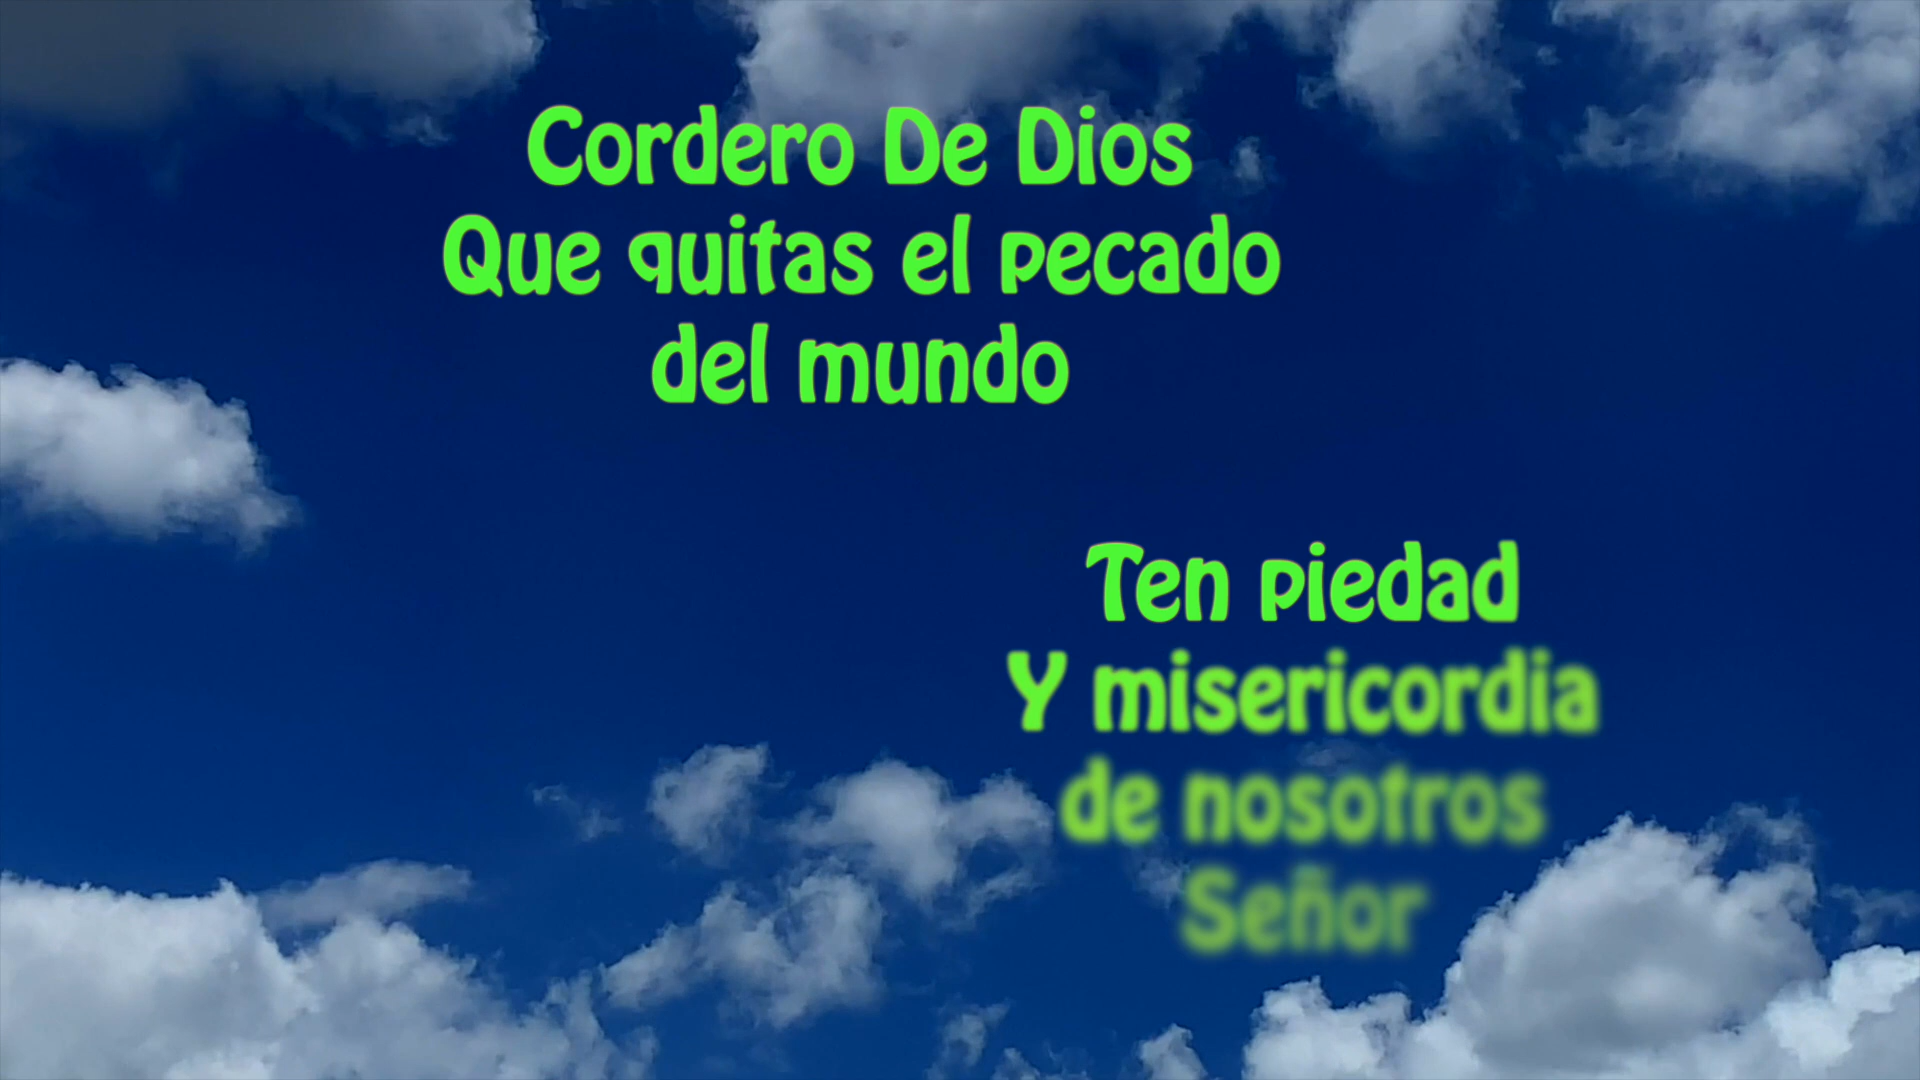 Cordero De Dios
Que quitas el pecado
del mundo
Ten piedad
Y misericordia
de nosotros
Señor